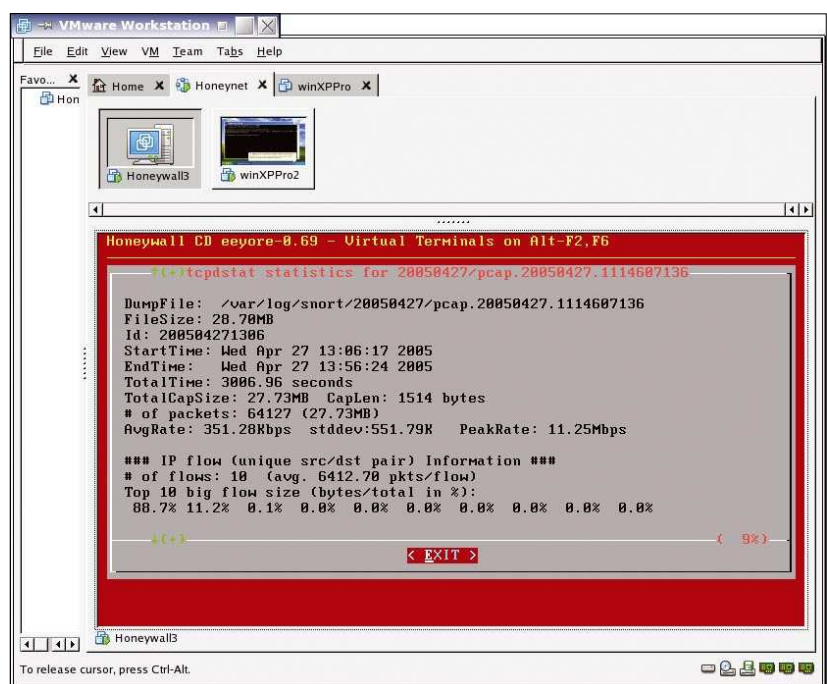 VMware Workstation
File Edit View VM Team Tabs Help
Favo...
Home Honeynet winXPPro
Hon
Honeywall3 winXPPro2
Honeywall CD eeyore-0.69 - Virtual Terminals on Alt-F2,F6
↑(+)tcpdstat statistics for 20050427/pcap.20050427.1114607136
DumpFile: /var/log/snort/20050427/pcap.20050427.1114607136
FileSize: 28.70MB
Id: 200504271306
StartTime: Wed Apr 27 13:06:17 2005
EndTime: Wed Apr 27 13:56:24 2005
TotalTime: 3006.96 seconds
TotalCapSize: 27.73MB CapLen: 1514 bytes
# of packets: 64127 (27.73MB)
AvgRate: 351.28Kbps stddev:551.79K PeakRate: 11.25Mbps
### IP flow (unique src/dst pair) Information ###
# of flows: 10 (avg. 6412.70 pkts/flow)
Top 10 big flow size (bytes/total in %):
88.7% 11.2% 0.1% 0.0% 0.0% 0.0% 0.0% 0.0% 0.0% 0.0%
↓(+) ( 9%)
< EXIT >
Honeywall3
To release cursor, press Ctrl-Alt.